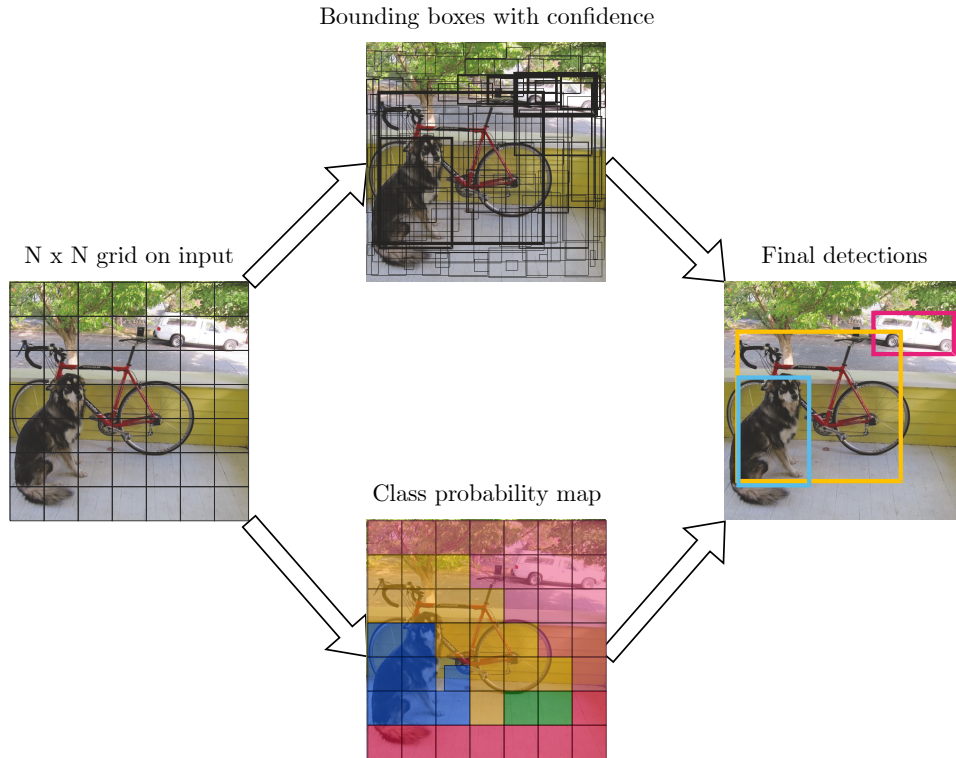 Bounding boxes with confidence
N x N grid on input
Final detections
Class probability map